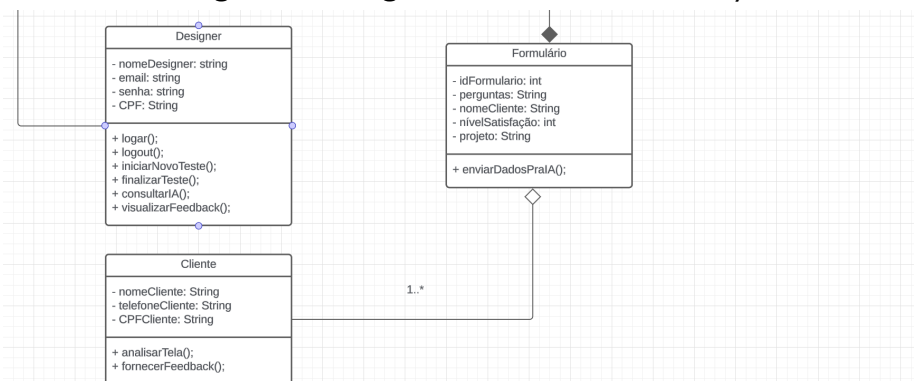 Designer
- nomeDesigner: string
- email: string
- senha: string
- CPF: String
+ logar();
+ logout();
+ iniciarNovoTeste();
+ finalizarTeste();
+ consultarIA();
+ visualizarFeedback();
Formulário
- idFormulario: int
- perguntas: String
- nomeCliente: String
- nívelSatisfação: int
- projeto: String
+ enviarDadosPraIA();
Cliente
- nomeCliente: String
- telefoneCliente: String
- CPFCliente: String
+ analisarTela();
+ fornecerFeedback();
1..*